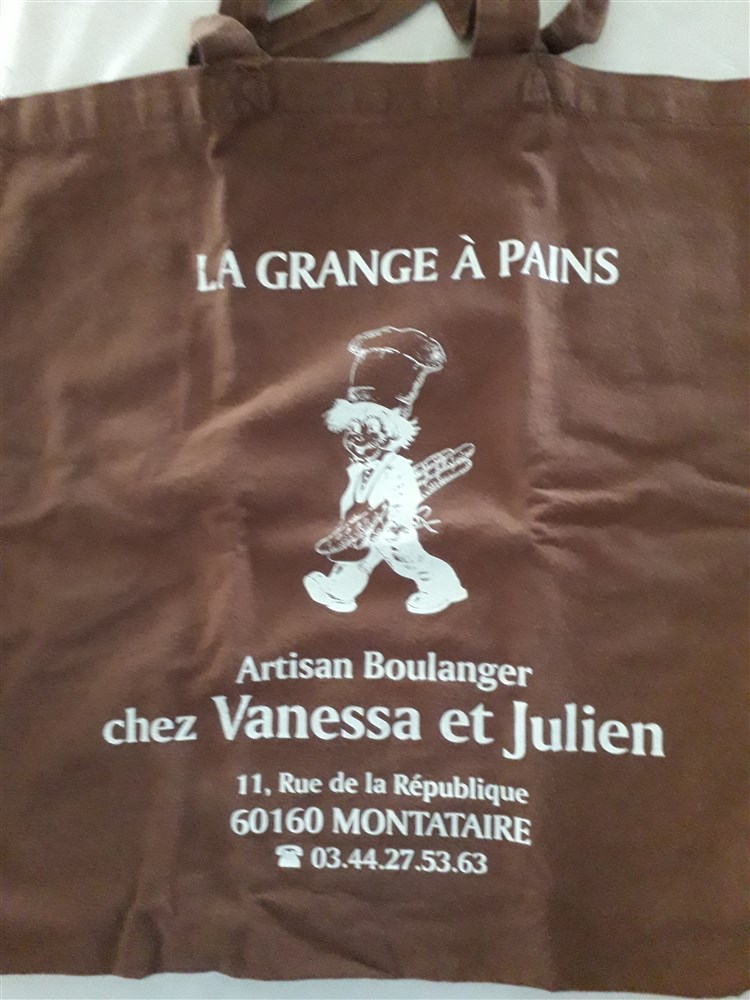 LA GRANGE À PAINS
Artisan Boulanger
chez Vanessa et Julien
11, Rue de la République
60160 MONTATAIRE
☎ 03.44.27.53.63